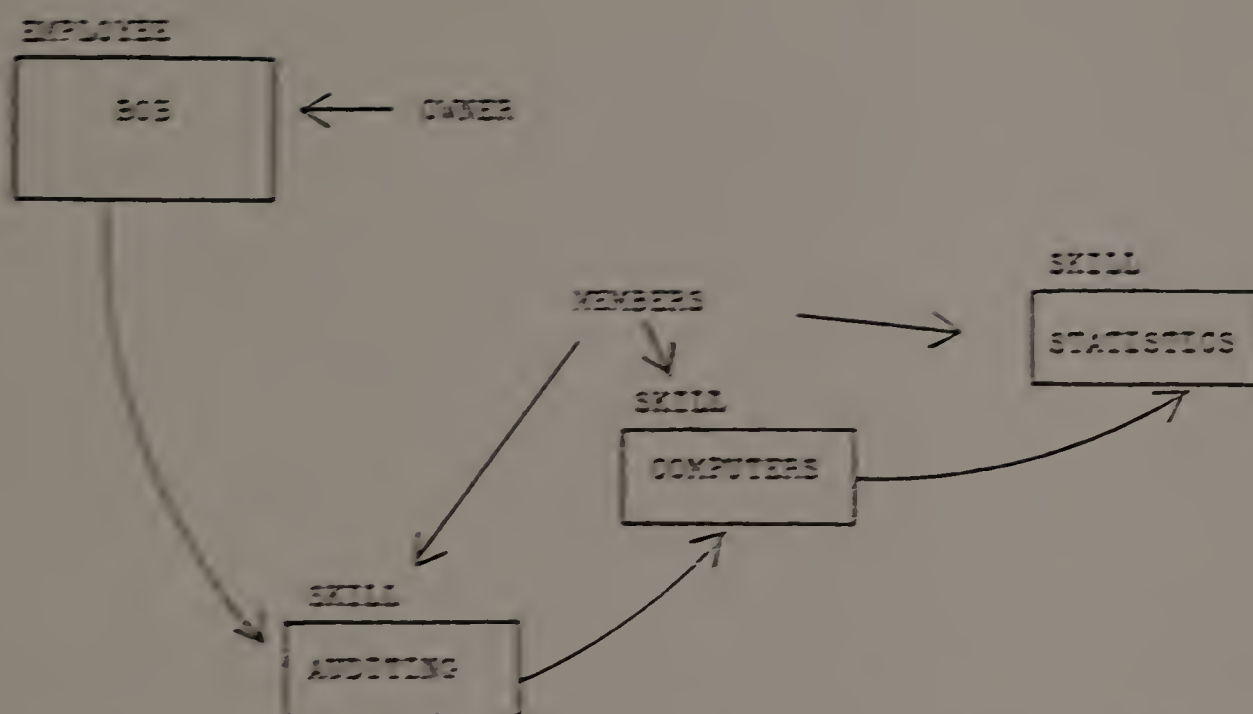 EMPLOYEE
BOB
OWNER
MEMBERS
SKILL
STATISTICS
SKILL
COMPUTERS
SKILL
AUDITING